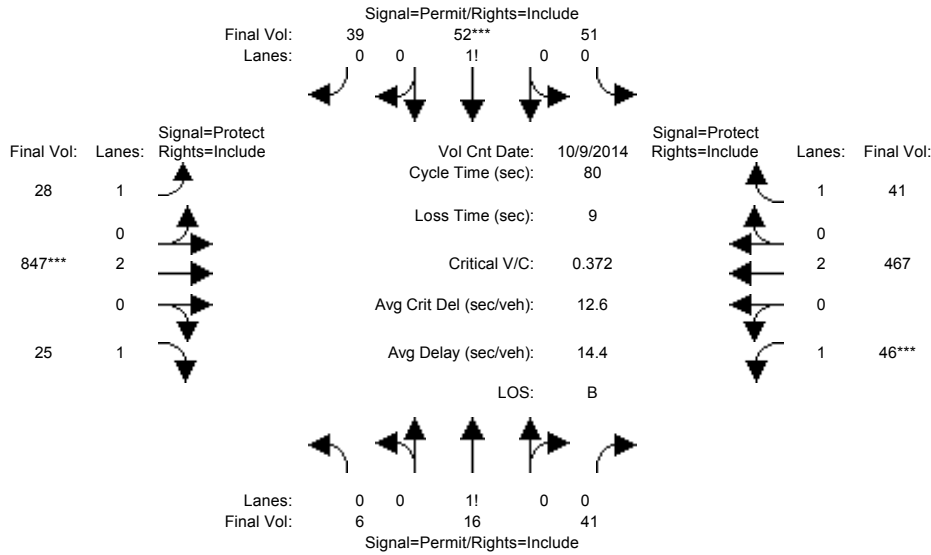 Signal=Permit/Rights=Include
Final Vol: 39 52*** 51
Lanes: 0 0 1! 0 0
Signal=Protect Signal=Protect
Final Vol: Lanes: Rights=Include Vol Cnt Date: 10/9/2014 Rights=Include Lanes: Final Vol:
Cycle Time (sec): 80
28 1 1 41
Loss Time (sec): 9
0 0
847*** 2 Critical V/C: 0.372 2 467
0 Avg Crit Del (sec/veh): 12.6 0
25 1 Avg Delay (sec/veh): 14.4 1 46***
LOS: B
Lanes: 0 0 1! 0 0
Final Vol: 6 16 41
Signal=Permit/Rights=Include